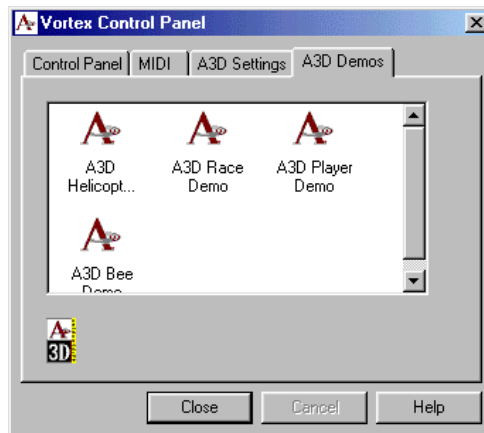 Vortex Control Panel
Control Panel MIDI A3D Settings A3D Demos
A3D Helicopt...
A3D Race Demo
A3D Player Demo
A3D Bee Demo
3D
Close Cancel Help